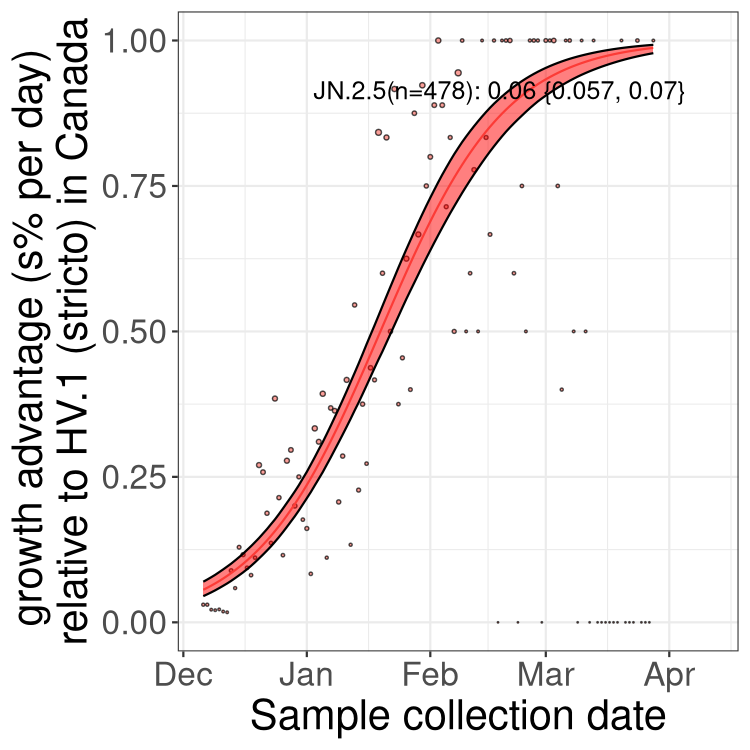 growth advantage (s% per day)
relative to HV.1 (stricto) in Canada
1.00
0.75
0.50
0.25
0.00
JN.2.5(n=478): 0.06 {0.057, 0.07}
Dec Jan Feb Mar Apr
Sample collection date